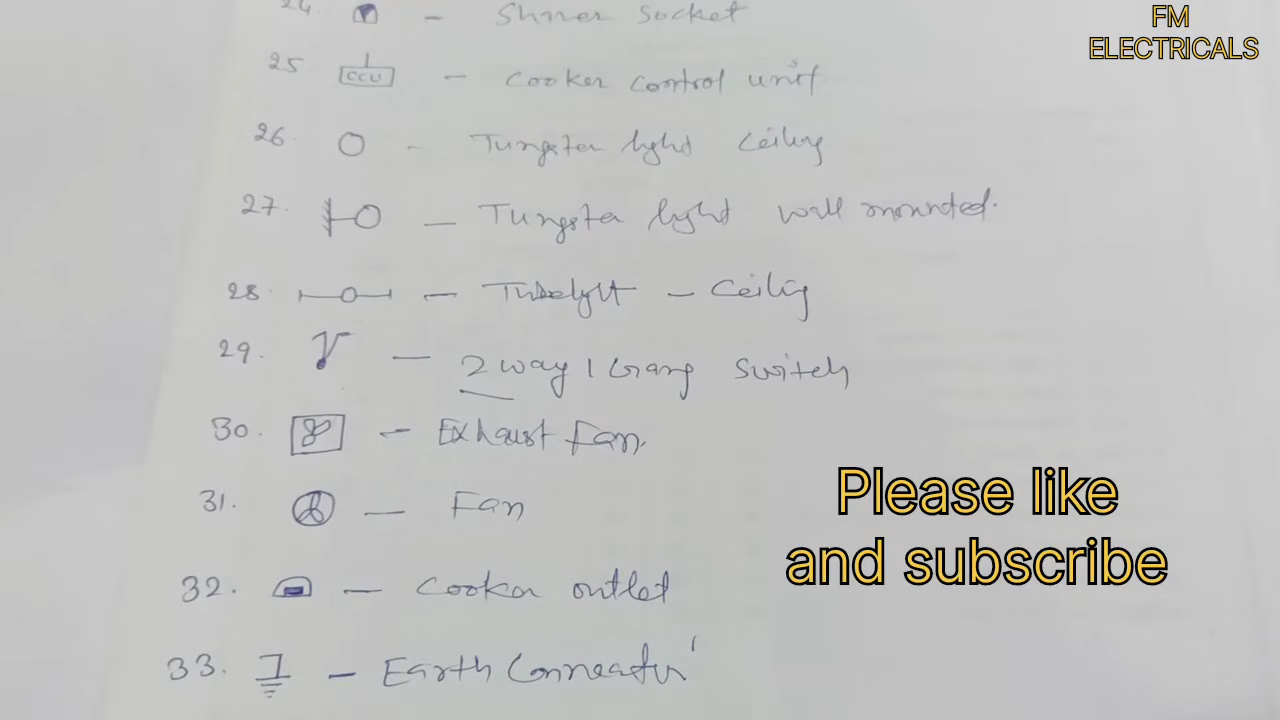 FM
ELECTRICALS
24. - Shaver Socket
25 CCU - Cooker control unit
26. - Tungsten light ceiling
27. - Tungsten light wall mounted.
28. - Tubelight - Ceiling
29. - 2 way 1 Gang switch
30. - Exhaust Fan.
31. - Fan
Please like
and subscribe
32. - Cooker outlet
33. - Earth Connection